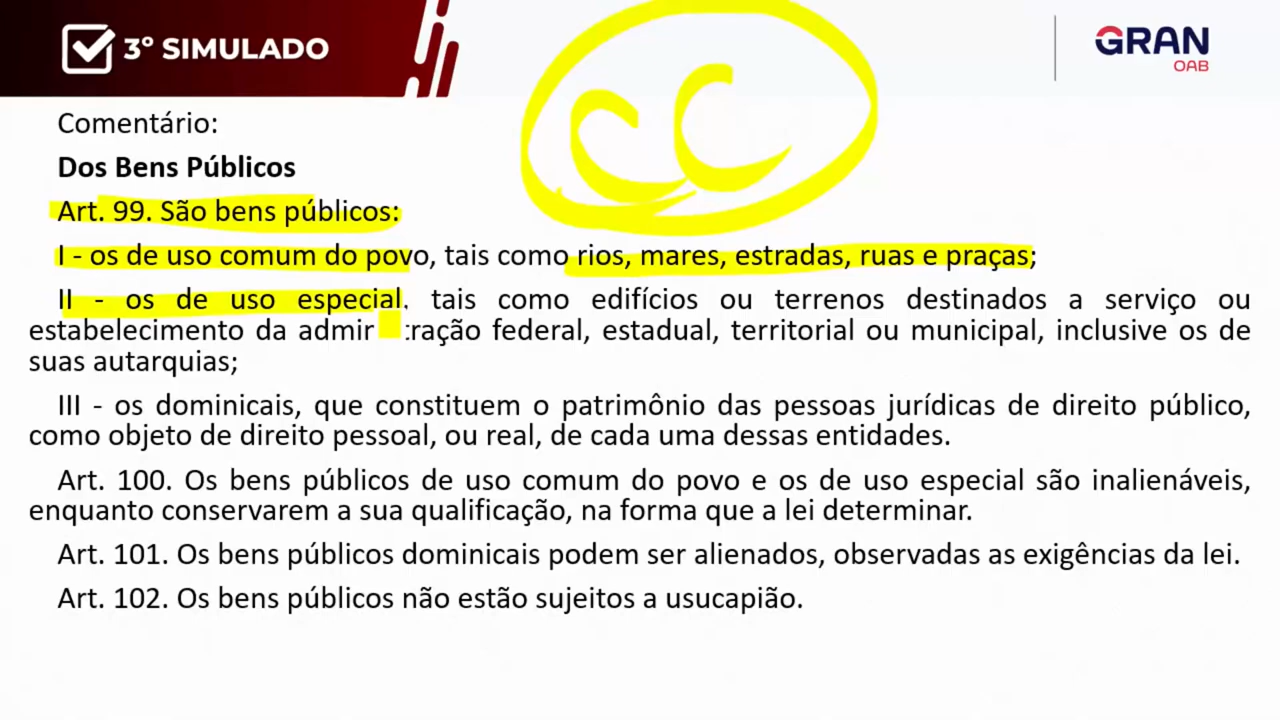 3º SIMULADO
GRAN
OAB
CC
Comentário:
Dos Bens Públicos
Art. 99. São bens públicos:
I - os de uso comum do povo, tais como rios, mares, estradas, ruas e praças;
II - os de uso especial, tais como edifícios ou terrenos destinados a serviço ou
estabelecimento da admin tração federal, estadual, territorial ou municipal, inclusive os de
suas autarquias;
III - os dominicais, que constituem o patrimônio das pessoas jurídicas de direito público,
como objeto de direito pessoal, ou real, de cada uma dessas entidades.
Art. 100. Os bens públicos de uso comum do povo e os de uso especial são inalienáveis,
enquanto conservarem a sua qualificação, na forma que a lei determinar.
Art. 101. Os bens públicos dominicais podem ser alienados, observadas as exigências da lei.
Art. 102. Os bens públicos não estão sujeitos a usucapião.